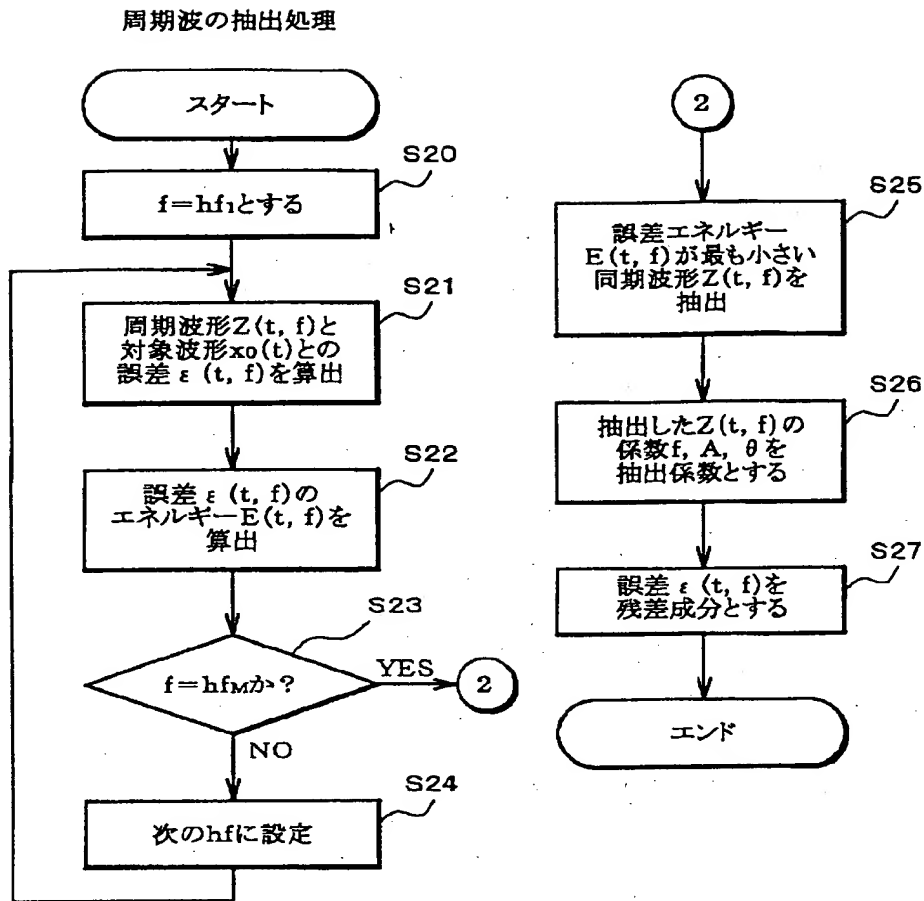 周期波の抽出処理
スタート
S20
f=hf1とする
S21
周期波形Z(t, f)と
対象波形x0(t)との
誤差ε(t, f)を算出
S22
誤差ε(t, f)の
エネルギーE(t, f)を
算出
S23
f=hfMか?
YES
2
NO
S24
次のhfに設定
2
S25
誤差エネルギー
E(t, f)が最も小さい
同期波形Z(t, f)を
抽出
S26
抽出したZ(t, f)の
係数f, A, θを
抽出係数とする
S27
誤差ε(t, f)を
残差成分とする
エンド